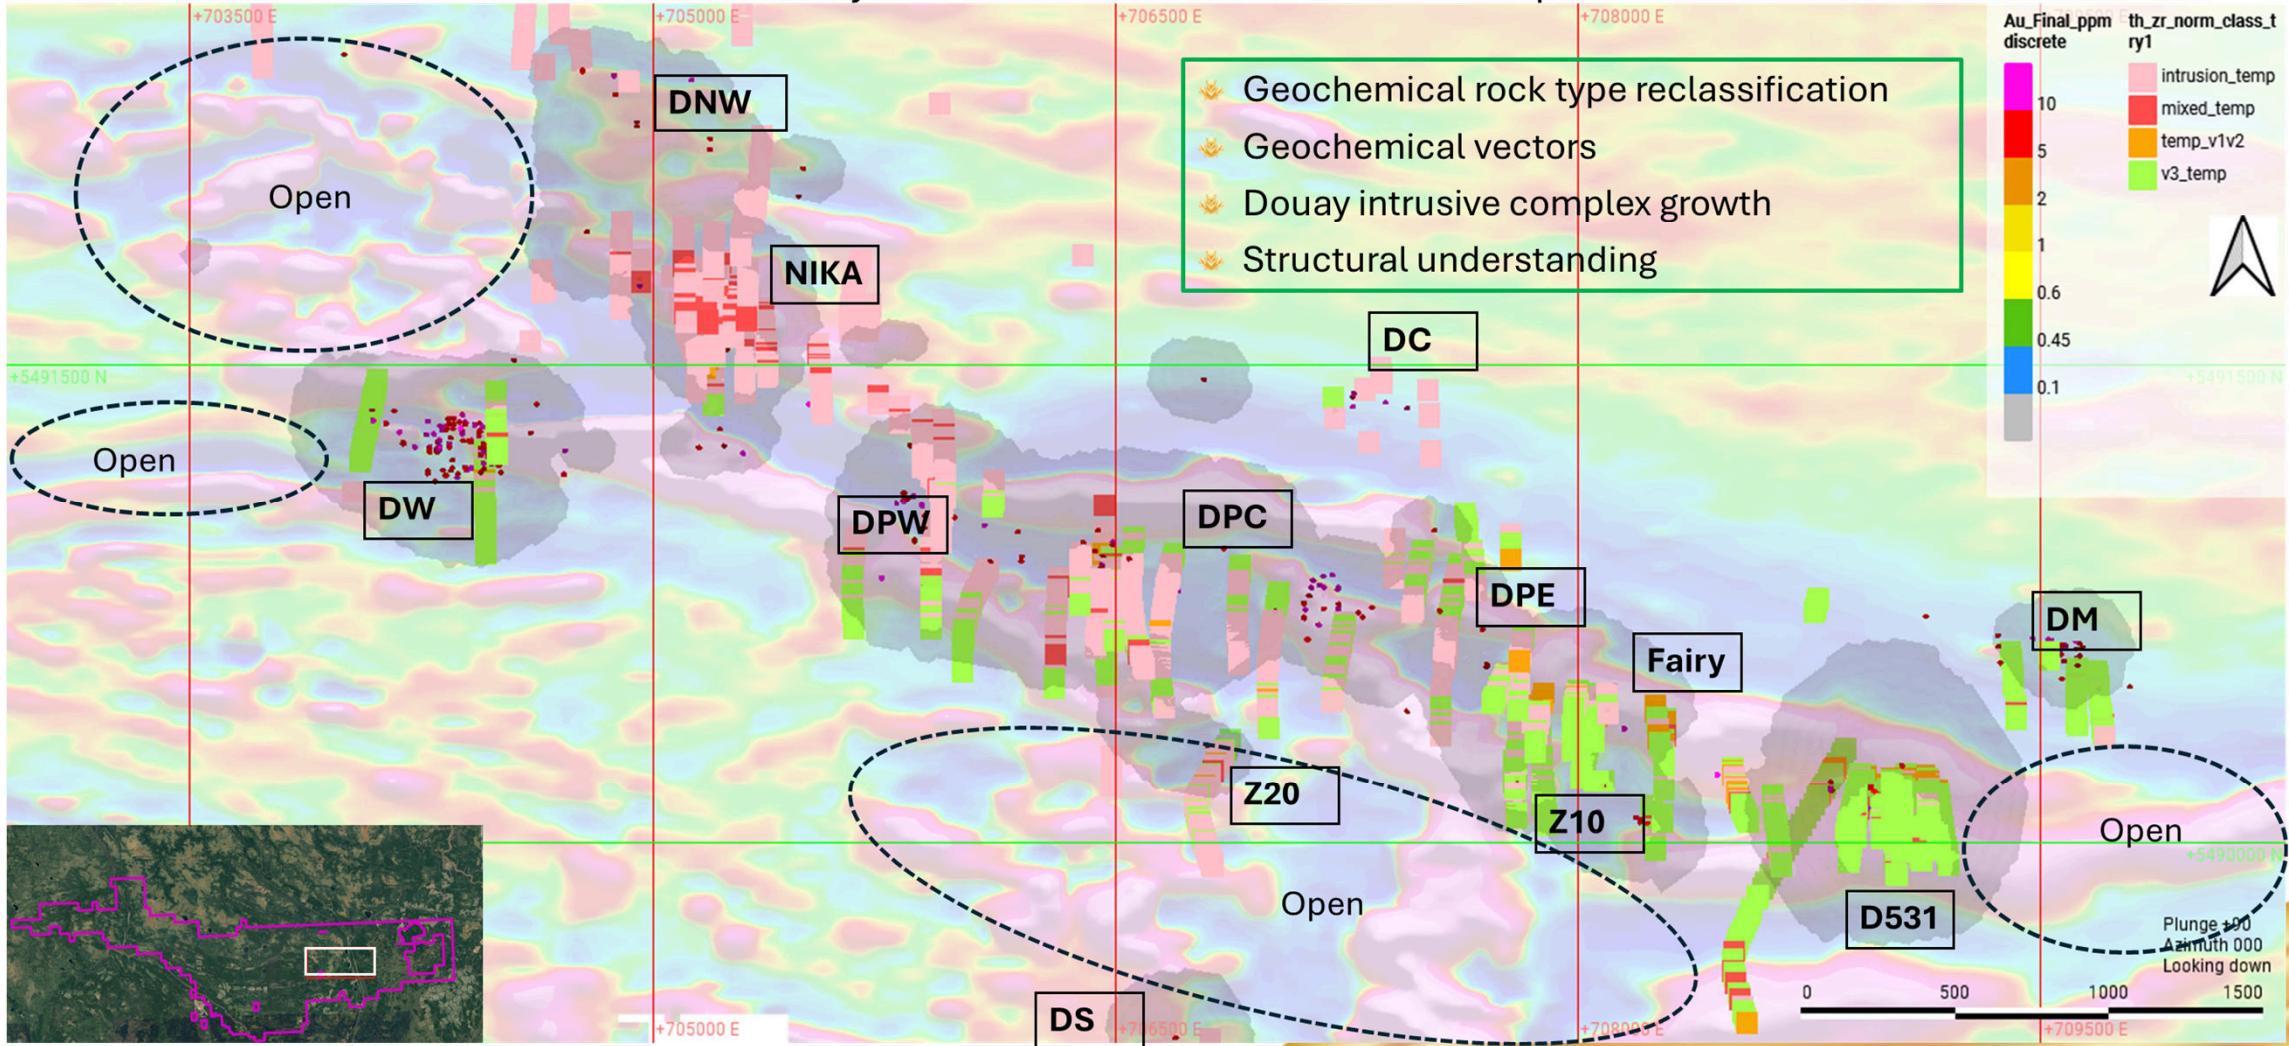 +703500 E
+705000 E
+706500 E
+708000 E
Au_Final_ppm
discrete
th_zr_norm_class_t
ry1
10
5
2
1
0.6
0.45
0.1
intrusion_temp
mixed_temp
temp_v1v2
v3_temp
Geochemical rock type reclassification
Geochemical vectors
Douay intrusive complex growth
Structural understanding
DNW
Open
NIKA
DC
+5491500 N
+5491500 N
Open
DW
DPW
DPC
DPE
DM
Fairy
Z20
Z10
Open
+5490000 N
Open
D531
Plunge +90
Azimuth 000
Looking down
0
500
1000
1500
DS
+705000 E
+706500 E
+708000 E
+709500 E